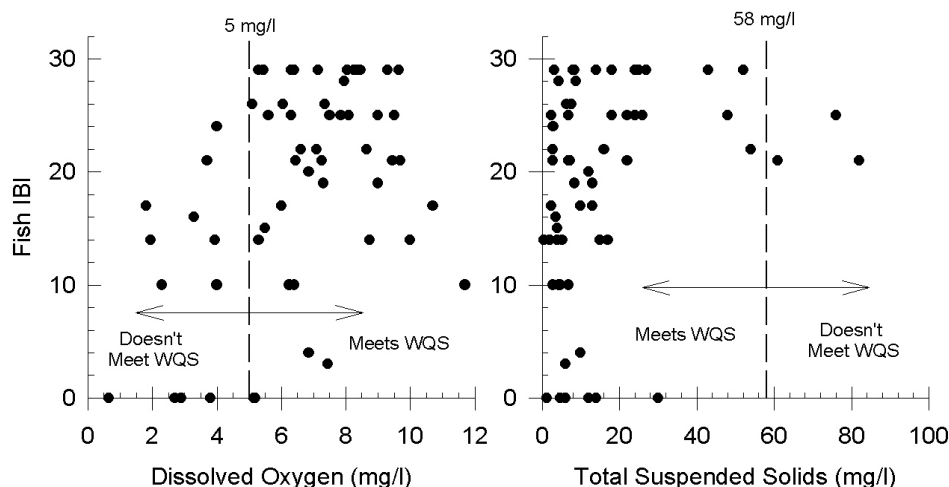 5 mg/l
58 mg/l
30
20
10
0
Fish IBI
Doesn't
Meet WQS
Meets WQS
0 2 4 6 8 10 12
Dissolved Oxygen (mg/l)
30
20
10
0
Meets WQS
Doesn't
Meet WQS
0 20 40 60 80 100
Total Suspended Solids (mg/l)